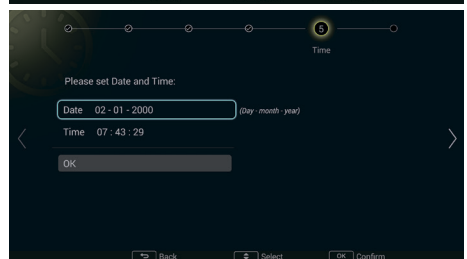 5
Time
Please set Date and Time:
Date 02 - 01 - 2000 (Day - month - year)
Time 07 : 43 : 29
OK
Back Select OK Confirm